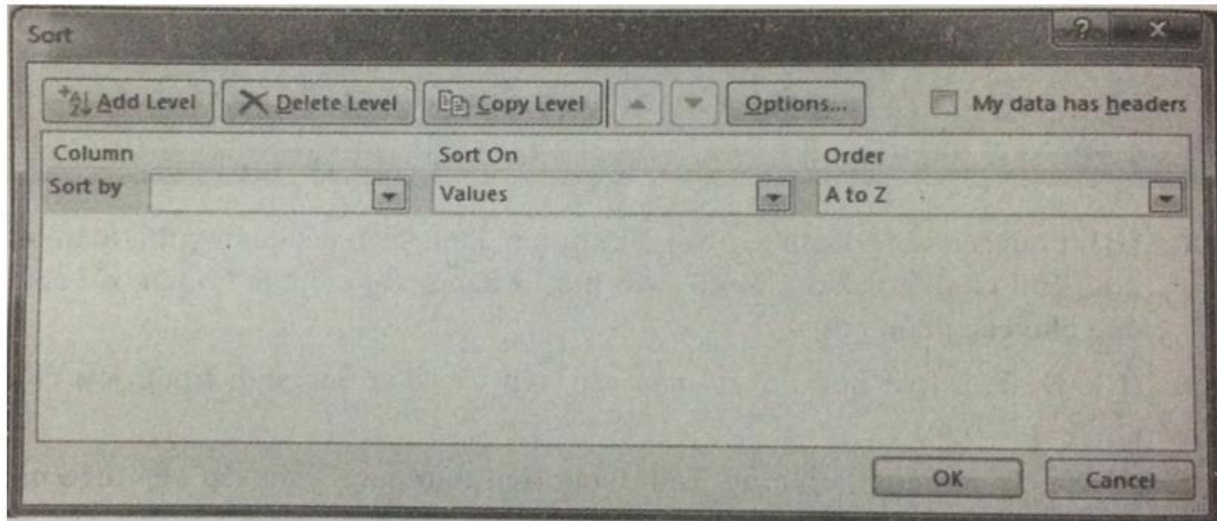 Sort
?
Add Level Delete Level Copy Level Options... My data has headers
Column Sort On Order
Sort by Values A to Z
OK Cancel